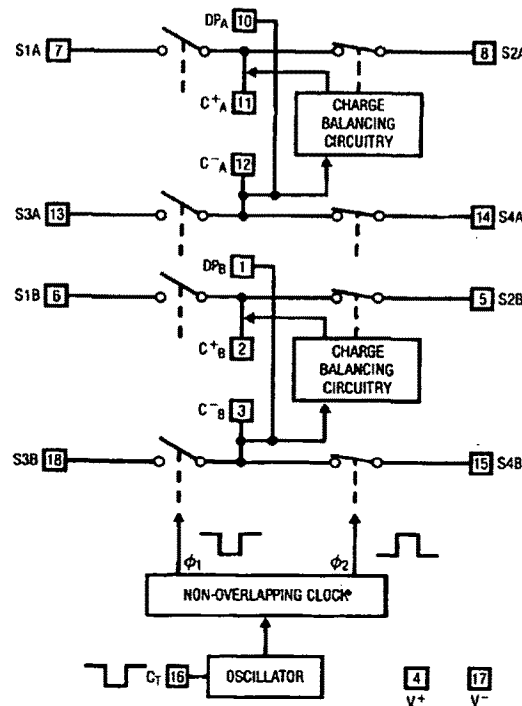 DPA 10
S1A 7 8 S2A
C+A 11
CHARGE BALANCING CIRCUITRY
C-A 12
S3A 13 14 S4A
DPB 1
S1B 6 5 S2B
C+B 2
CHARGE BALANCING CIRCUITRY
C-B 3
S3B 18 15 S4B
ϕ1 ϕ2
NON-OVERLAPPING CLOCK*
CT 16 OSCILLATOR
4 17
V+ V-